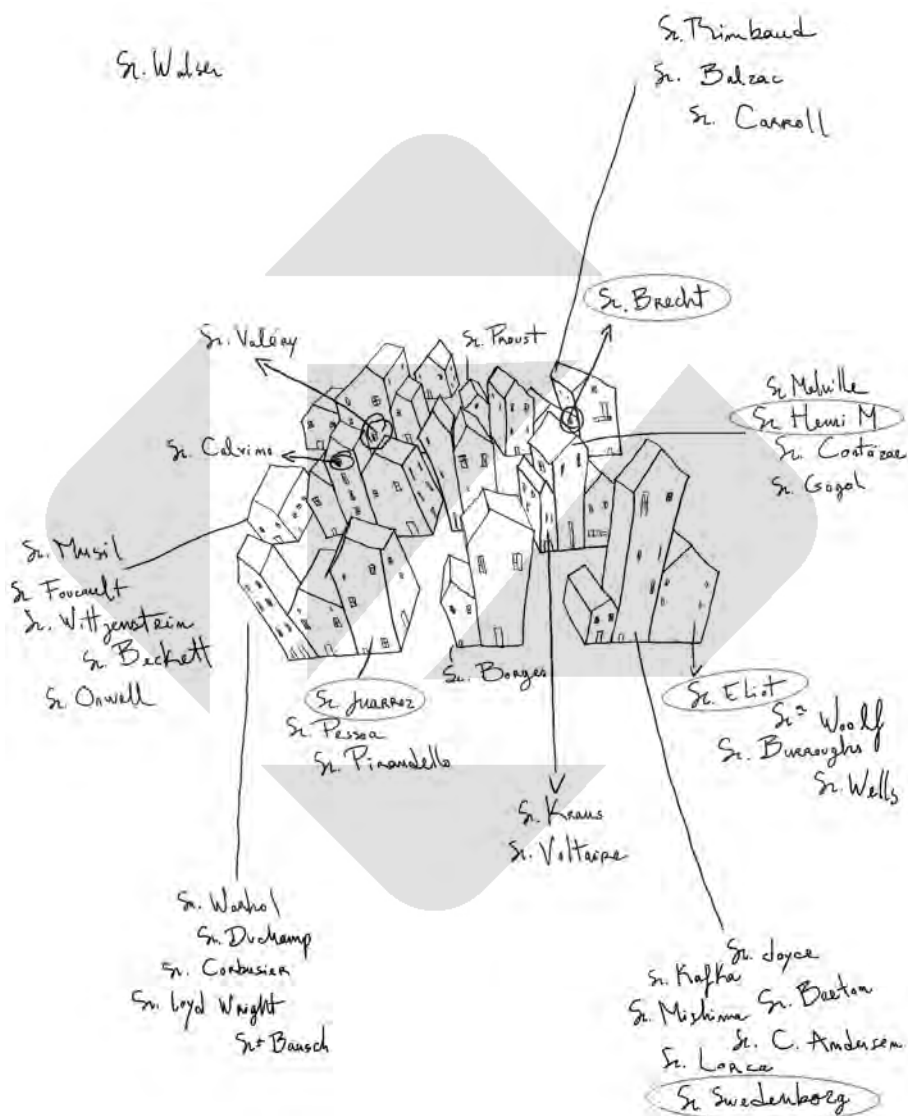 Sr. Walser
Sr. Rimbaud
Sr. Balzac
Sr. Carroll
Sr. Brecht
Sr. Valéry
Sr. Proust
Sr. Calvino
Sr. Melville
Sr. Henri M
Sr. Cortázar
Sr. Gógol
Sr. Musil
Sr. Foucault
Sr. Wittgenstein
Sr. Beckett
Sr. Orwell
Sr. Juarroz
Sr. Pessoa
Sr. Pirandello
Sr. Borges
Sr. Eliot
Srª Woolf
Sr. Burroughs
Sr. Wells
Sr. Kraus
Sr. Voltaire
Sr. Warhol
Sr. Duchamp
Sr. Corbusier
Sr. Loyd Wright
Srª Bausch
Sr. Joyce
Sr. Kafka
Sr. Mishima Sr. Breton
Sr. C. Andersen
Sr. Lorca
Sr Swedenborg